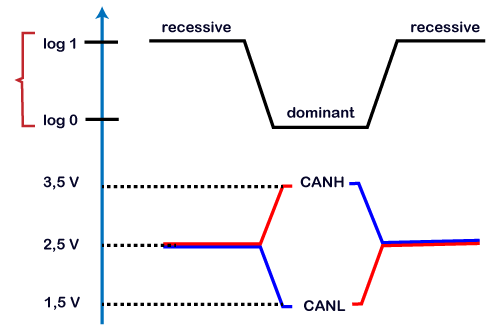 recessive recessive
log 1
dominant
log 0
3,5 V CANH
2,5 V
1,5 V CANL